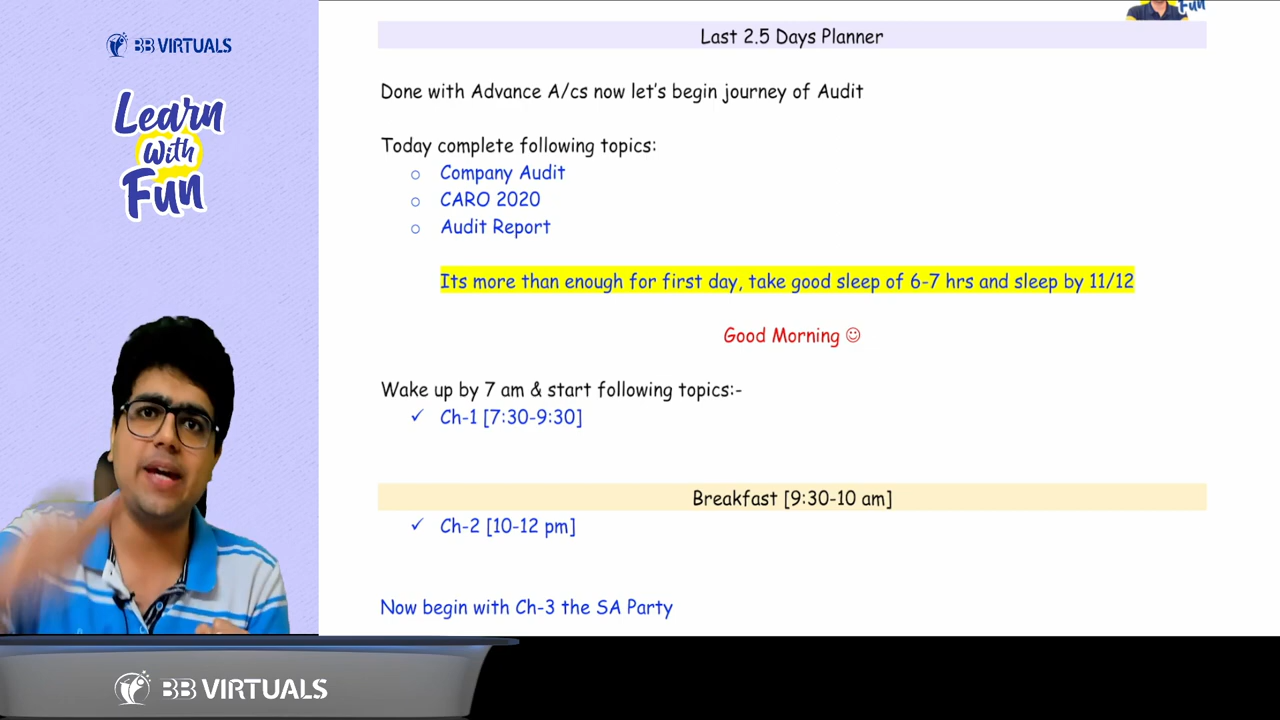 BB VIRTUALS
Learn
With
Fun
Fun
Last 2.5 Days Planner
Done with Advance A/cs now let's begin journey of Audit
Today complete following topics:
o Company Audit
o CARO 2020
o Audit Report
Its more than enough for first day, take good sleep of 6-7 hrs and sleep by 11/12
Good Morning ☺
Wake up by 7 am & start following topics:-
✓ Ch-1 [7:30-9:30]
Breakfast [9:30-10 am]
✓ Ch-2 [10-12 pm]
Now begin with Ch-3 the SA Party
BB VIRTUALS